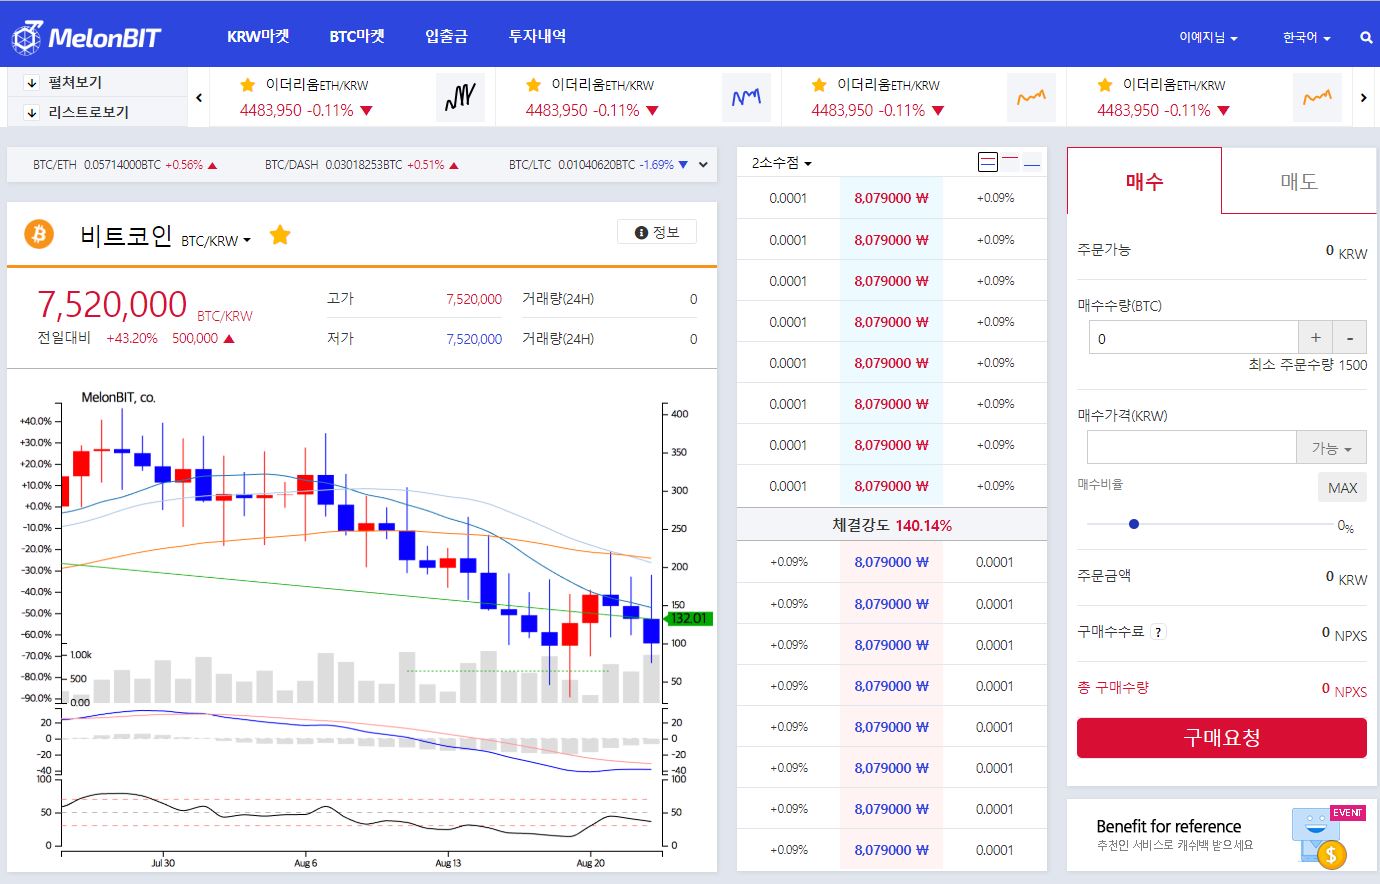 MelonBIT KRW마켓 BTC마켓 입출금 투자내역 이예지님 한국어
펼쳐보기
리스트로보기
이더리움ETH/KRW
4483,950 -0.11% ▼
이더리움ETH/KRW
4483,950 -0.11% ▼
이더리움ETH/KRW
4483,950 -0.11% ▼
이더리움ETH/KRW
4483,950 -0.11% ▼
BTC/ETH 0.05714000BTC +0.56% ▲ BTC/DASH 0.03018253BTC +0.51% ▲ BTC/LTC 0.01040620BTC -1.69% ▼
비트코인 BTC/KRW 정보
7,520,000 BTC/KRW
전일대비 +43.20% 500,000 ▲
고가 7,520,000 거래량(24H) 0
저가 7,520,000 거래량(24H) 0
MelonBIT, co.
+40.0%
+30.0%
+20.0%
+10.0%
+0.0%
-10.0%
-20.0%
-30.0%
-40.0%
-50.0%
-60.0%
-70.0%
-80.0%
-90.0%
1.00k
500
0.00
400
350
300
250
200
150
132.01
100
50
20
0
-20
-40
20
0
-20
-40
100
50
0
100
50
0
Jul 30 Aug 6 Aug 13 Aug 20
2소수점
0.0001 8,079000 ₩ +0.09%
0.0001 8,079000 ₩ +0.09%
0.0001 8,079000 ₩ +0.09%
0.0001 8,079000 ₩ +0.09%
0.0001 8,079000 ₩ +0.09%
0.0001 8,079000 ₩ +0.09%
0.0001 8,079000 ₩ +0.09%
0.0001 8,079000 ₩ +0.09%
체결강도 140.14%
+0.09% 8,079000 ₩ 0.0001
+0.09% 8,079000 ₩ 0.0001
+0.09% 8,079000 ₩ 0.0001
+0.09% 8,079000 ₩ 0.0001
+0.09% 8,079000 ₩ 0.0001
+0.09% 8,079000 ₩ 0.0001
+0.09% 8,079000 ₩ 0.0001
+0.09% 8,079000 ₩ 0.0001
매수 매도
주문가능 0 KRW
매수수량(BTC)
0 + -
최소 주문수량 1500
매수가격(KRW)
가능
매수비율 MAX
0%
주문금액 0 KRW
구매수수료 ? 0 NPXS
총 구매수량 0 NPXS
구매요청
EVENT
Benefit for reference
추천인 서비스로 캐쉬백 받으세요
$